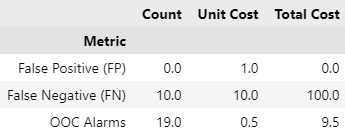 Count Unit Cost Total Cost
Metric
False Positive (FP) 0.0 1.0 0.0
False Negative (FN) 10.0 10.0 100.0
OOC Alarms 19.0 0.5 9.5